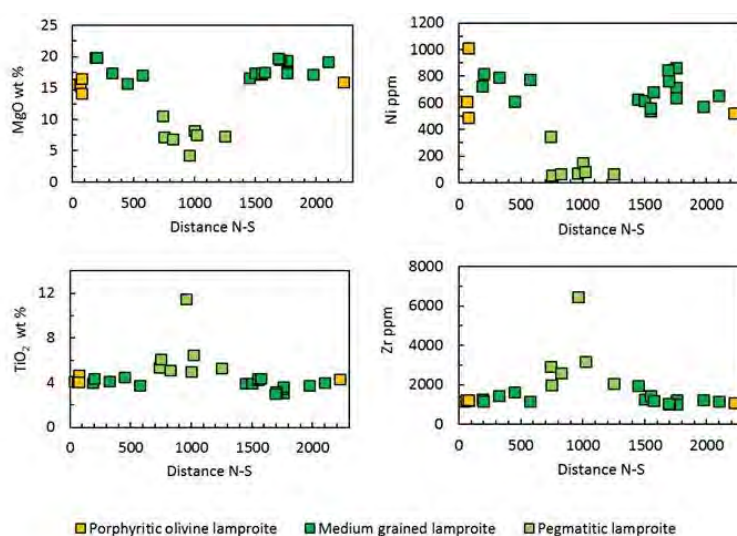 25
20
15
10
5
0
MgO wt %
0 500 1000 1500 2000
Distance N-S
1200
1000
800
600
400
200
0
Ni ppm
0 500 1000 1500 2000
Distance N-S
12
8
4
0
TiO₂ wt %
0 500 1000 1500 2000
Distance N-S
8000
6000
4000
2000
0
Zr ppm
0 500 1000 1500 2000
Distance N-S
Porphyritic olivine lamproite Medium grained lamproite Pegmatitic lamproite